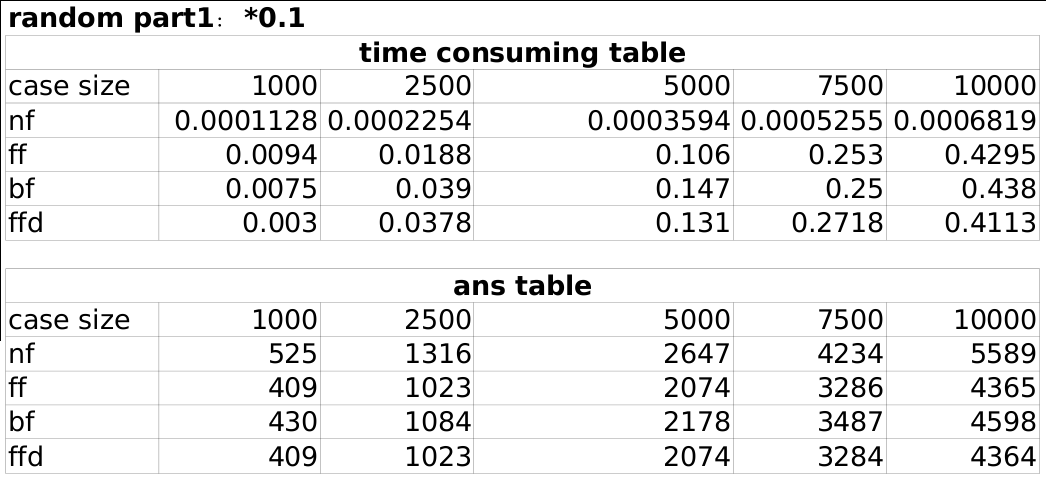 random part1： *0.1
time consuming table
case size 1000 2500 5000 7500 10000
nf 0.0001128 0.0002254 0.0003594 0.0005255 0.0006819
ff 0.0094 0.0188 0.106 0.253 0.4295
bf 0.0075 0.039 0.147 0.25 0.438
ffd 0.003 0.0378 0.131 0.2718 0.4113
ans table
case size 1000 2500 5000 7500 10000
nf 525 1316 2647 4234 5589
ff 409 1023 2074 3286 4365
bf 430 1084 2178 3487 4598
ffd 409 1023 2074 3284 4364